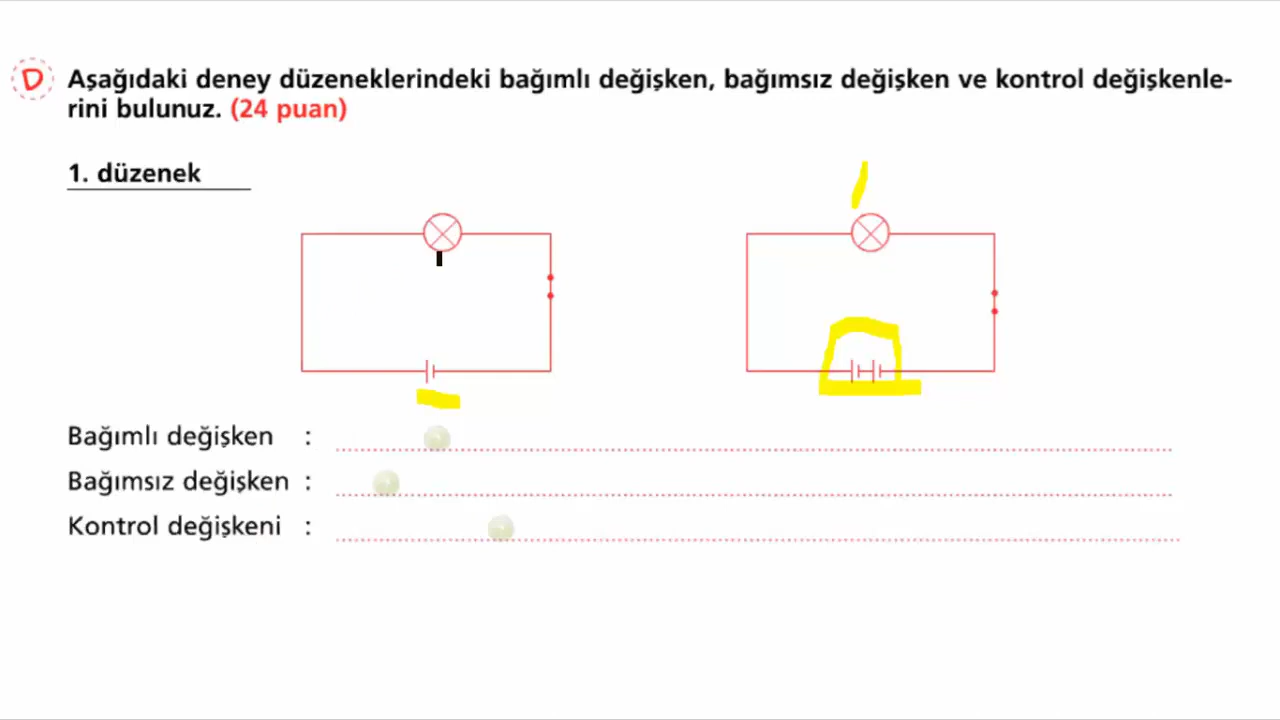 D Aşağıdaki deney düzeneklerindeki bağımlı değişken, bağımsız değişken ve kontrol değişkenle-
rini bulunuz. (24 puan)
1. düzenek
Bağımlı değişken :
Bağımsız değişken :
Kontrol değişkeni :